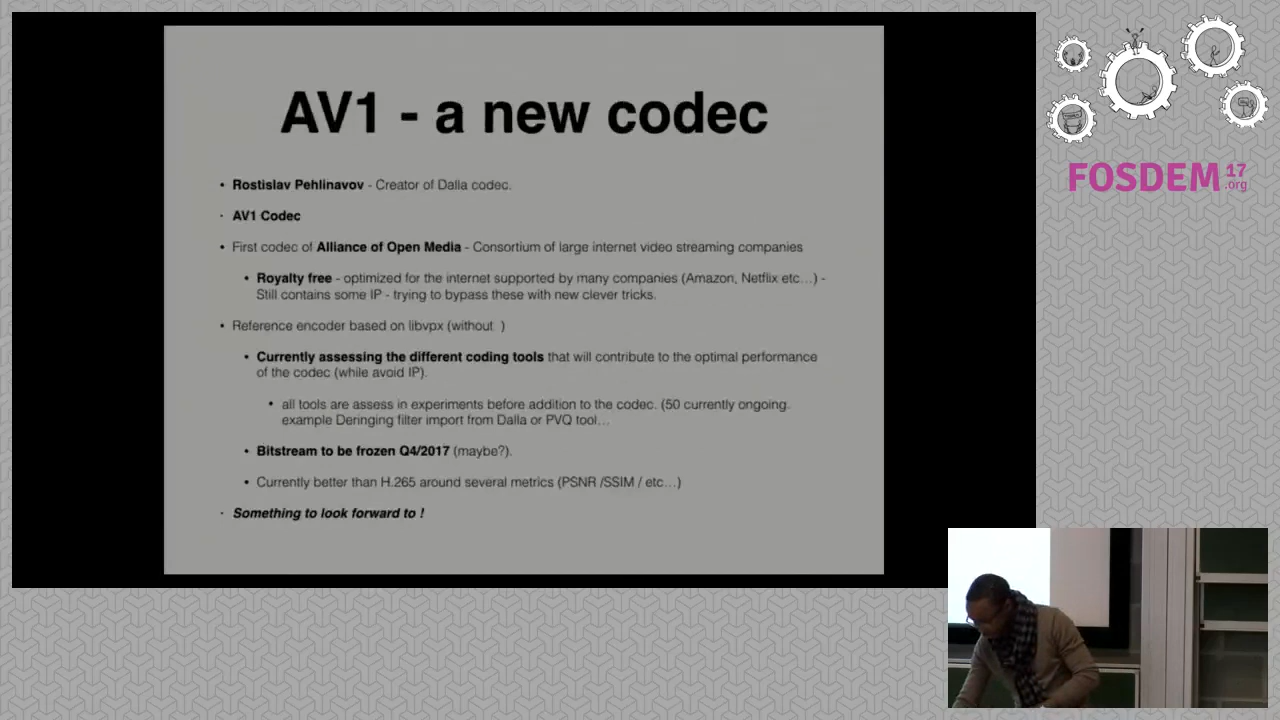 AV1 - a new codec
• Rostislav Pehlinavov - Creator of Dalla codec.
· AV1 Codec
• First codec of Alliance of Open Media - Consortium of large internet video streaming companies
• Royalty free - optimized for the internet supported by many companies (Amazon, Netflix etc…) -
Still contains some IP - trying to bypass these with new clever tricks.
• Reference encoder based on libvpx (without )
• Currently assessing the different coding tools that will contribute to the optimal performance
of the codec (while avoid IP).
• all tools are assess in experiments before addition to the codec. (50 currently ongoing.
example Deringing filter import from Dalla or PVQ tool…
• Bitstream to be frozen Q4/2017 (maybe?).
• Currently better than H.265 around several metrics (PSNR /SSIM / etc…)
· Something to look forward to !
FOSDEM 17
.org